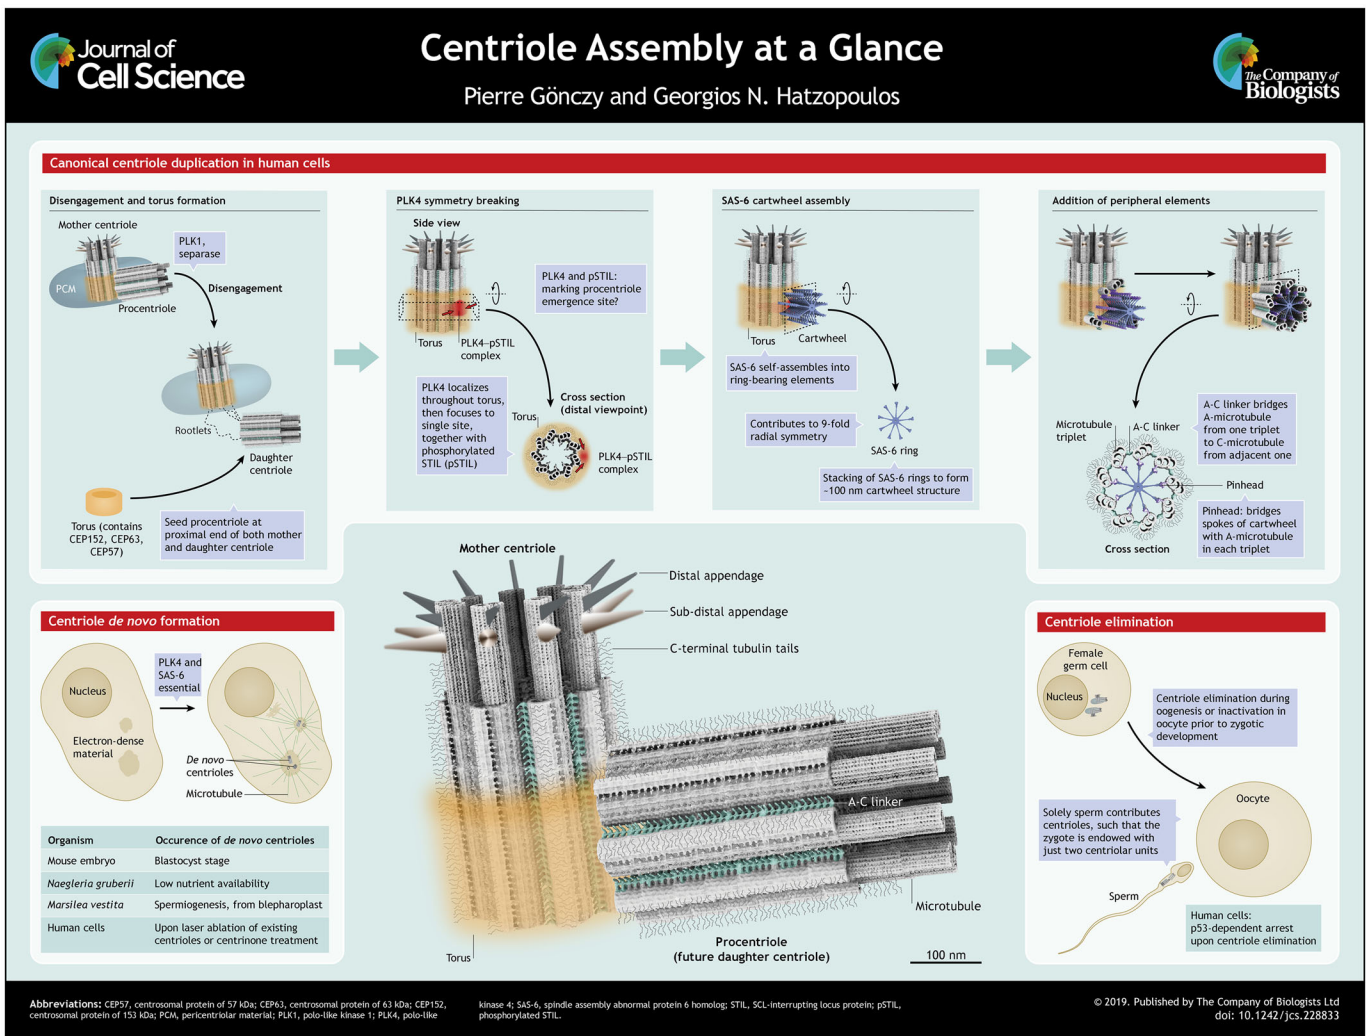 Journal of
Cell Science
Centriole Assembly at a Glance
Pierre Gönczy and Georgios N. Hatzopoulos
The Company of
Biologists
Canonical centriole duplication in human cells
Disengagement and torus formation
Mother centriole
PLK1,
separase
PCM
Disengagement
Procentriole
Rootlets
Daughter
centriole
Torus (contains
CEP152, CEP63,
CEP57)
Seed procentriole at
proximal end of both mother
and daughter centriole
PLK4 symmetry breaking
Side view
PLK4 and pSTIL:
marking procentriole
emergence site?
Torus
PLK4–pSTIL
complex
PLK4 localizes
throughout torus,
then focuses to
single site,
together with
phosphorylated
STIL (pSTIL)
Cross section
(distal viewpoint)
Torus
PLK4–pSTIL
complex
SAS-6 cartwheel assembly
Torus
Cartwheel
SAS-6 self-assembles into
ring-bearing elements
Contributes to 9-fold
radial symmetry
SAS-6 ring
Stacking of SAS-6 rings to form
~100 nm cartwheel structure
Addition of peripheral elements
Microtubule
triplet
A-C linker
A-C linker bridges
A-microtubule
from one triplet
to C-microtubule
from adjacent one
Pinhead
Pinhead: bridges
spokes of cartwheel
with A-microtubule
in each triplet
Cross section
Mother centriole
Distal appendage
Sub-distal appendage
C-terminal tubulin tails
A-C linker
Microtubule
Procentriole
(future daughter centriole)
Torus
100 nm
Centriole de novo formation
Nucleus
PLK4 and
SAS-6
essential
Electron-dense
material
De novo
centrioles
Microtubule
Organism Occurence of de novo centrioles
Mouse embryo Blastocyst stage
Naegleria gruberii Low nutrient availability
Marsilea vestita Spermiogenesis, from blepharoplast
Human cells Upon laser ablation of existing
centrioles or centrinone treatment
Centriole elimination
Female
germ cell
Nucleus
Centriole elimination during
oogenesis or inactivation in
oocyte prior to zygotic
development
Oocyte
Solely sperm contributes
centrioles, such that the
zygote is endowed with
just two centriolar units
Sperm
Human cells:
p53-dependent arrest
upon centriole elimination
Abbreviations: CEP57, centrosomal protein of 57 kDa; CEP63, centrosomal protein of 63 kDa; CEP152,
centrosomal protein of 153 kDa; PCM, pericentriolar material; PLK1, polo-like kinase 1; PLK4, polo-like
kinase 4; SAS-6, spindle assembly abnormal protein 6 homolog; STIL, SCL-interrupting locus protein; pSTIL,
phosphorylated STIL.
© 2019. Published by The Company of Biologists Ltd
doi: 10.1242/jcs.228833